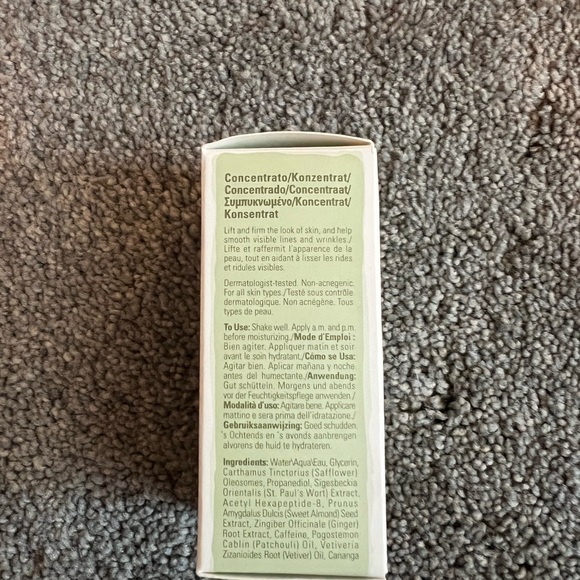 Concentrato/Konzentrat/
Concentrado/Concentraat/
Συμπυκνωμένο/Koncentrat/
Konsentrat
Lift and firm the look of skin, and help
smooth visible lines and wrinkles./
Lifte et raffermit l'apparence de la
peau, tout en aidant à lisser les rides
et ridules visibles.
Dermatologist-tested. Non-acnegenic.
For all skin types./Testé sous contrôle
dermatologique. Non acnégène. Tous
types de peau.
To Use: Shake well. Apply a.m. and p.m.
before moisturizing./Mode d'Emploi :
Bien agiter. Appliquer matin et soir
avant le soin hydratant./Cómo se Usa:
Agitar bien. Aplicar mañana y noche
antes del humectante./Anwendung:
Gut schütteln. Morgens und abends
vor der Feuchtigkeitspflege anwenden./
Modalità d'uso: Agitare bene. Applicare
mattino e sera prima dell'idratazione./
Gebruiksaanwijzing: Goed schudden.
's Ochtends en 's avonds aanbrengen
alvorens de huid te hydrateren.
Ingredients: Water\Aqua\Eau, Glycerin,
Carthamus Tinctorius (Safflower)
Oleosomes, Propanediol, Sigesbeckia
Orientalis (St. Paul's Wort) Extract,
Acetyl Hexapeptide-8, Prunus
Amygdalus Dulcis (Sweet Almond) Seed
Extract, Zingiber Officinale (Ginger)
Root Extract, Caffeine, Pogostemon
Cablin (Patchouli) Oil, Vetiveria
Zizanoides Root (Vetiver) Oil, Cananga